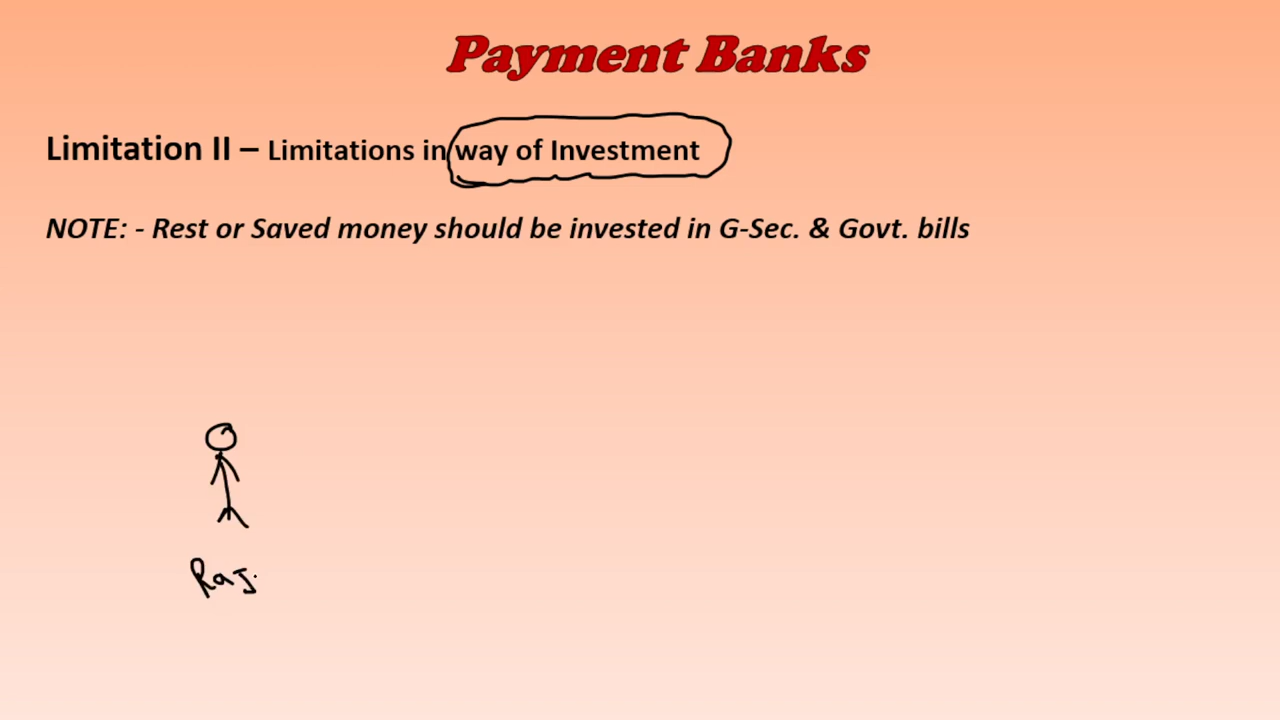 Payment Banks
Limitation II – Limitations in way of Investment
NOTE: - Rest or Saved money should be invested in G-Sec. & Govt. bills
Raj